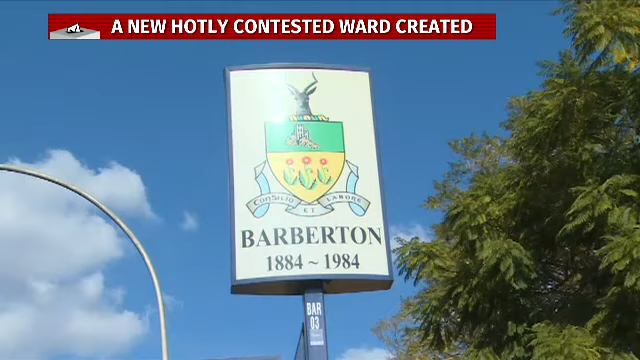 A NEW HOTLY CONTESTED WARD CREATED
CONSILIO ET LABORE
BARBERTON
1884 ~ 1984
BAR
03